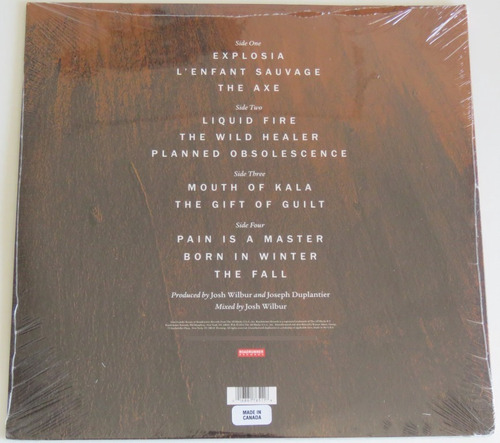 Side One
EXPLOSIA
L'ENFANT SAUVAGE
THE AXE
Side Two
LIQUID FIRE
THE WILD HEALER
PLANNED OBSOLESCENCE
Side Three
MOUTH OF KALA
THE GIFT OF GUILT
Side Four
PAIN IS A MASTER
BORN IN WINTER
THE FALL
Produced by Josh Wilbur and Joseph Duplantier
Mixed by Josh Wilbur
ROADRUNNER
RECORDS
MADE IN
CANADA